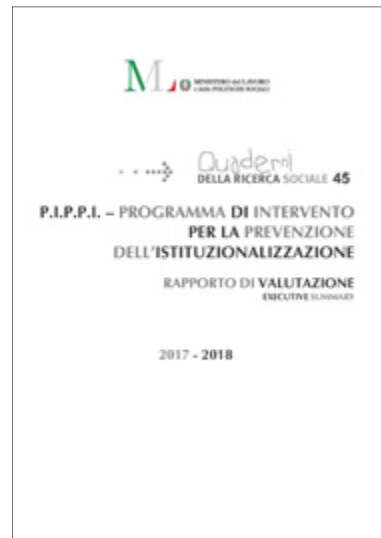 MINISTERO del LAVORO
e delle POLITICHE SOCIALI
Quaderni
DELLA RICERCA SOCIALE 45
P.I.P.P.I. – PROGRAMMA DI INTERVENTO
PER LA PREVENZIONE
DELL'ISTITUZIONALIZZAZIONE
RAPPORTO DI VALUTAZIONE
EXECUTIVE SUMMARY
2017 - 2018